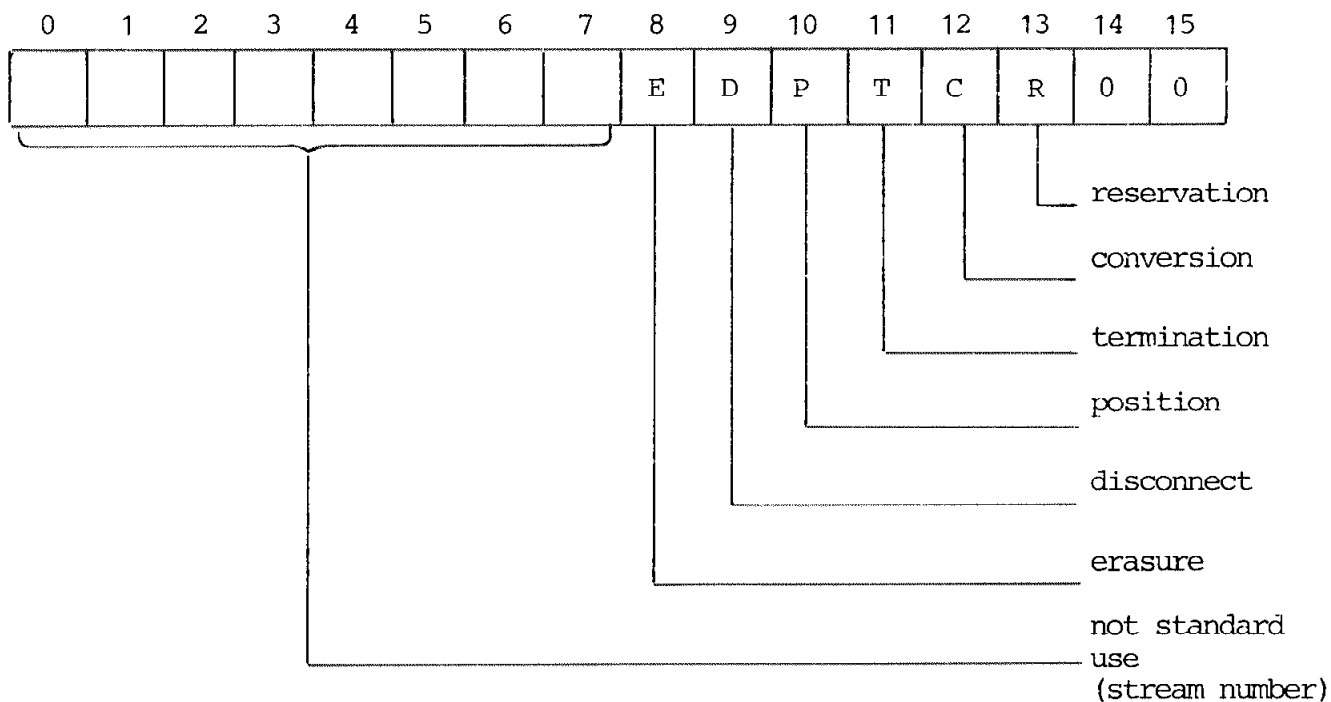 0 1 2 3 4 5 6 7 8 9 10 11 12 13 14 15
E D P T C R 0 0
reservation
conversion
termination
position
disconnect
erasure
not standard
use
(stream number)